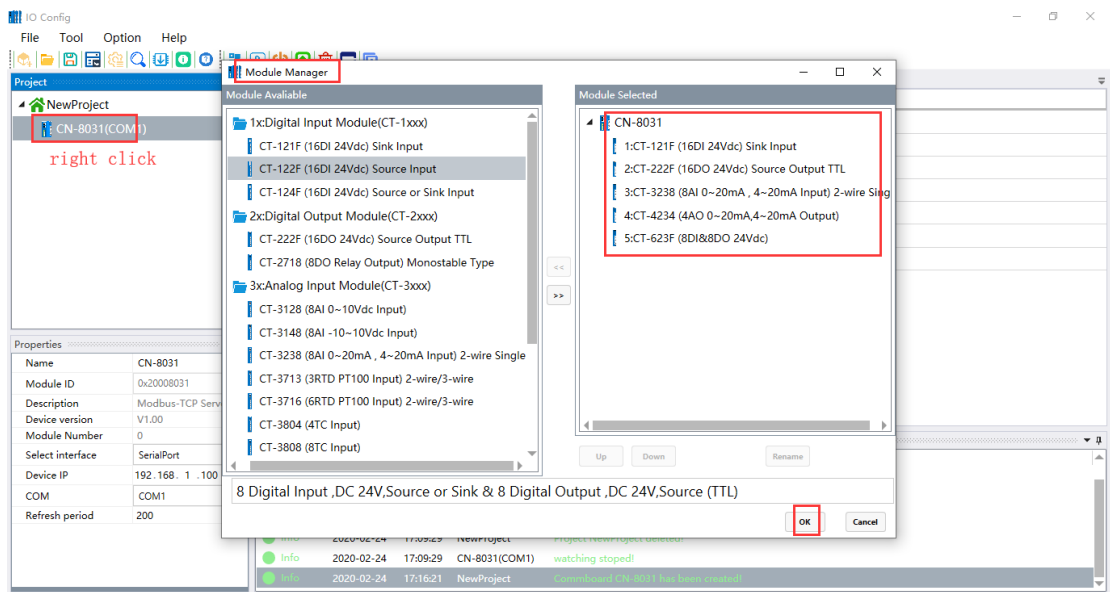 IO Config
File Tool Option Help
Project
NewProject
CN-8031(COM1)
right click
Properties
Name CN-8031
Module ID 0x20008031
Description Modbus-TCP Serv
Device version V1.00
Module Number 0
Select interface SerialPort
Device IP 192.168. 1 .100
COM COM1
Refresh period 200
Module Manager
Module Avaliable
1x:Digital Input Module(CT-1xxx)
CT-121F (16DI 24Vdc) Sink Input
CT-122F (16DI 24Vdc) Source Input
CT-124F (16DI 24Vdc) Source or Sink Input
2x:Digital Output Module(CT-2xxx)
CT-222F (16DO 24Vdc) Source Output TTL
CT-2718 (8DO Relay Output) Monostable Type
3x:Analog Input Module(CT-3xxx)
CT-3128 (8AI 0~10Vdc Input)
CT-3148 (8AI -10~10Vdc Input)
CT-3238 (8AI 0~20mA , 4~20mA Input) 2-wire Single
CT-3713 (3RTD PT100 Input) 2-wire/3-wire
CT-3716 (6RTD PT100 Input) 2-wire/3-wire
CT-3804 (4TC Input)
CT-3808 (8TC Input)
<<
>>
Module Selected
CN-8031
1:CT-121F (16DI 24Vdc) Sink Input
2:CT-222F (16DO 24Vdc) Source Output TTL
3:CT-3238 (8AI 0~20mA , 4~20mA Input) 2-wire Sing
4:CT-4234 (4AO 0~20mA,4~20mA Output)
5:CT-623F (8DI&8DO 24Vdc)
Up Down Rename
8 Digital Input ,DC 24V,Source or Sink & 8 Digital Output ,DC 24V,Source (TTL)
OK Cancel
Info 2020-02-24 17:09:29 NewProject Project NewProject deleted!
Info 2020-02-24 17:09:29 CN-8031(COM1) watching stoped!
Info 2020-02-24 17:16:21 NewProject Commboard CN-8031 has been created!